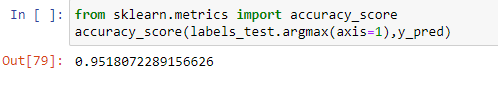 In [ ]: from sklearn.metrics import accuracy_score
accuracy_score(labels_test.argmax(axis=1),y_pred)
Out[79]: 0.9518072289156626